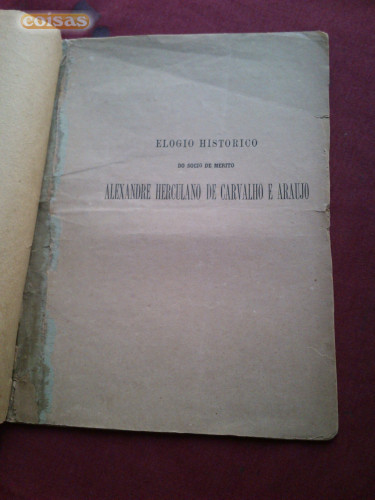 coisas
ELOGIO HISTORICO
DO SOCIO DE MERITO
ALEXANDRE HERCULANO DE CARVALHO E ARAUJO